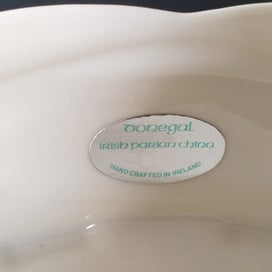 Donegal
irish parian china
HAND CRAFTED IN IRELAND